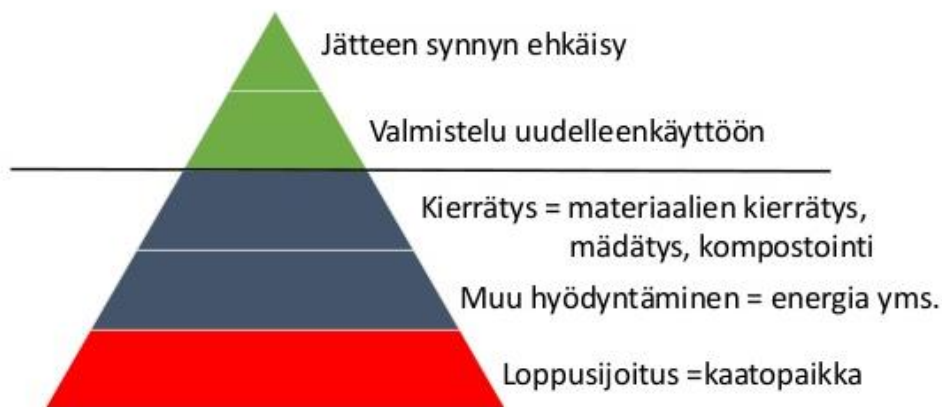 Jätteen synnyn ehkäisy
Valmistelu uudelleenkäyttöön
Kierrätys = materiaalien kierrätys,
mädätys, kompostointi
Muu hyödyntäminen = energia yms.
Loppusijoitus =kaatopaikka